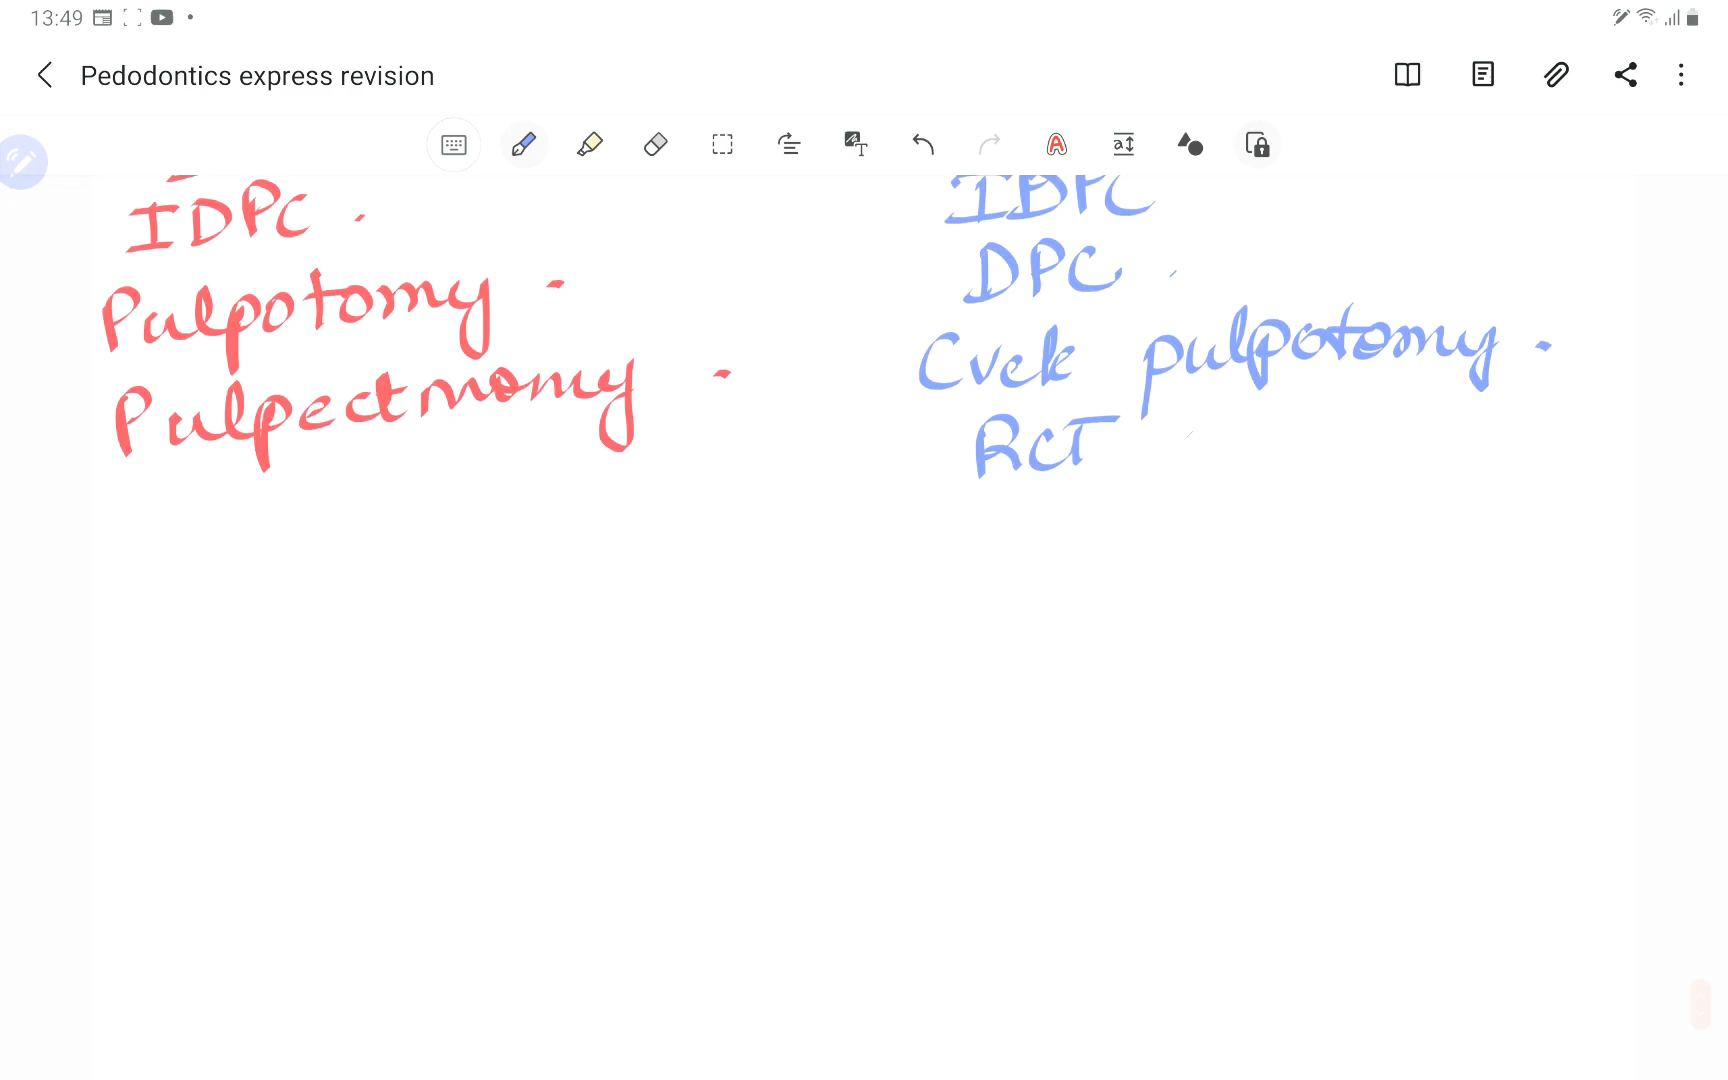 13:49
Pedodontics express revision
IDPC .
Pulpotomy .
Pulpectmomy .
IDPC
DPC .
Cvek pulpotomy .
RCT